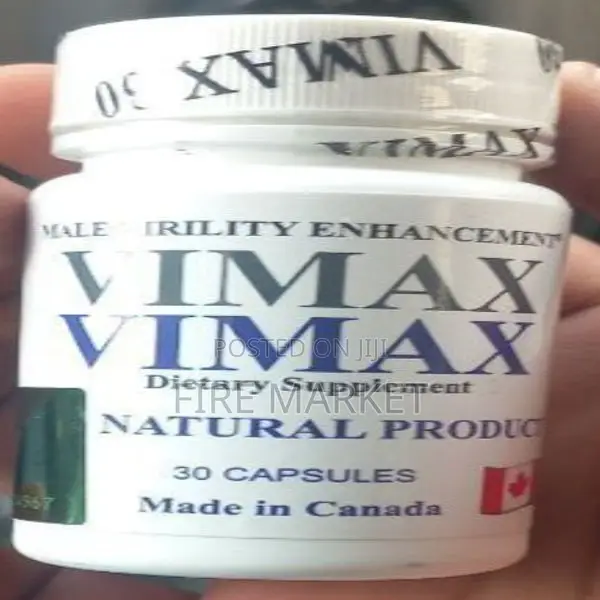 VIMAX 30
MALE VIRILITY ENHANCEMENT
VIMAX
VIMAX
POSTED ON JIJI
Dietary Supplement
FIRE MARKET
NATURAL PRODUCT
30 CAPSULES
Made in Canada